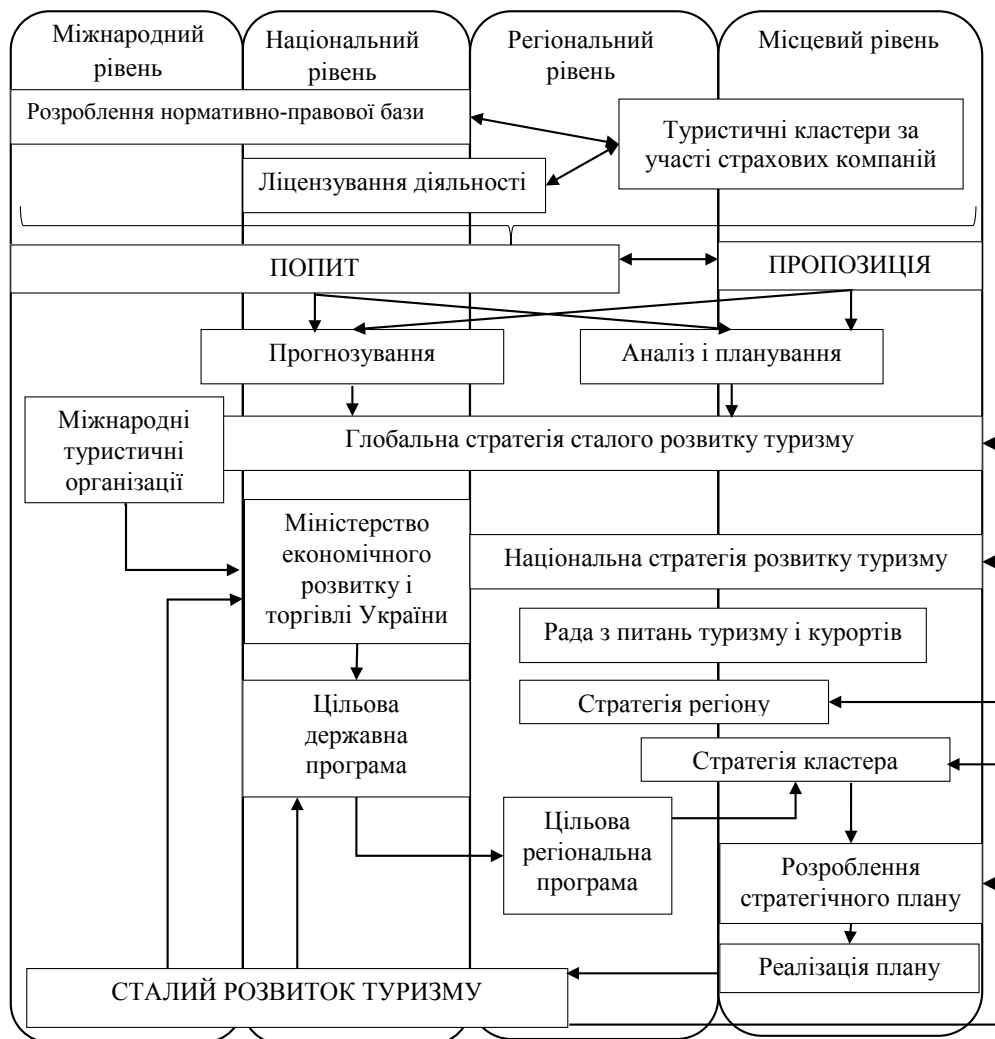 Міжнародний
рівень
Національний
рівень
Регіональний
рівень
Місцевий рівень
Розроблення нормативно-правової бази
Туристичні кластери за
участі страхових компаній
Ліцензування діяльності
ПОПИТ
ПРОПОЗИЦІЯ
Прогнозування
Аналіз і планування
Міжнародні
туристичні
організації
Глобальна стратегія сталого розвитку туризму
Міністерство
економічного
розвитку і
торгівлі України
Національна стратегія розвитку туризму
Рада з питань туризму і курортів
Цільова
державна
програма
Стратегія регіону
Стратегія кластера
Цільова
регіональна
програма
Розроблення
стратегічного плану
Реалізація плану
СТАЛИЙ РОЗВИТОК ТУРИЗМУ